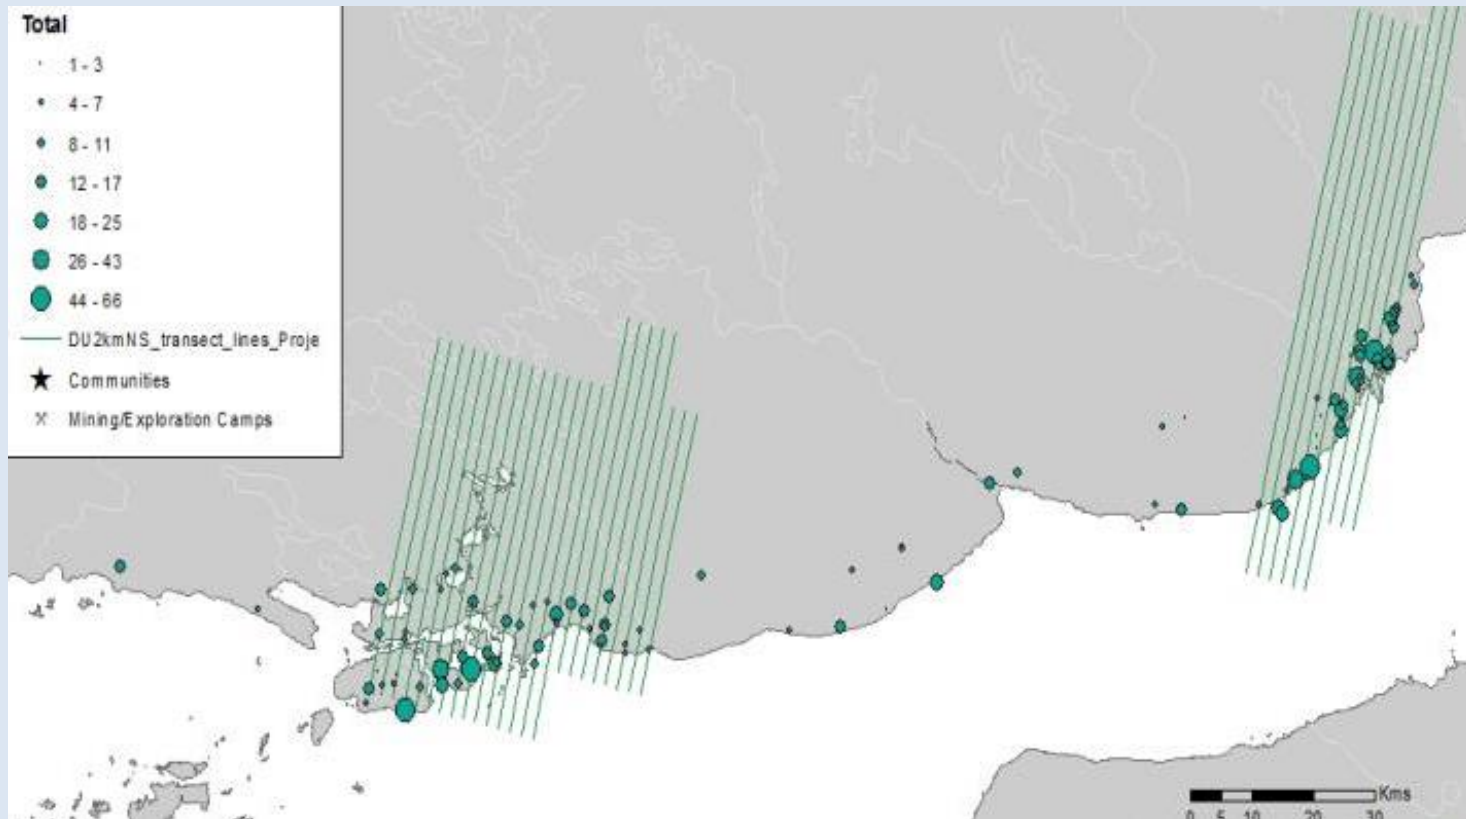 Total
1 - 3
4 - 7
8 - 11
12 - 17
18 - 25
26 - 43
44 - 66
DU2kmNS_transect_lines_Proje
Communities
Mining/Exploration Camps
Kms
0 5 10 20 30